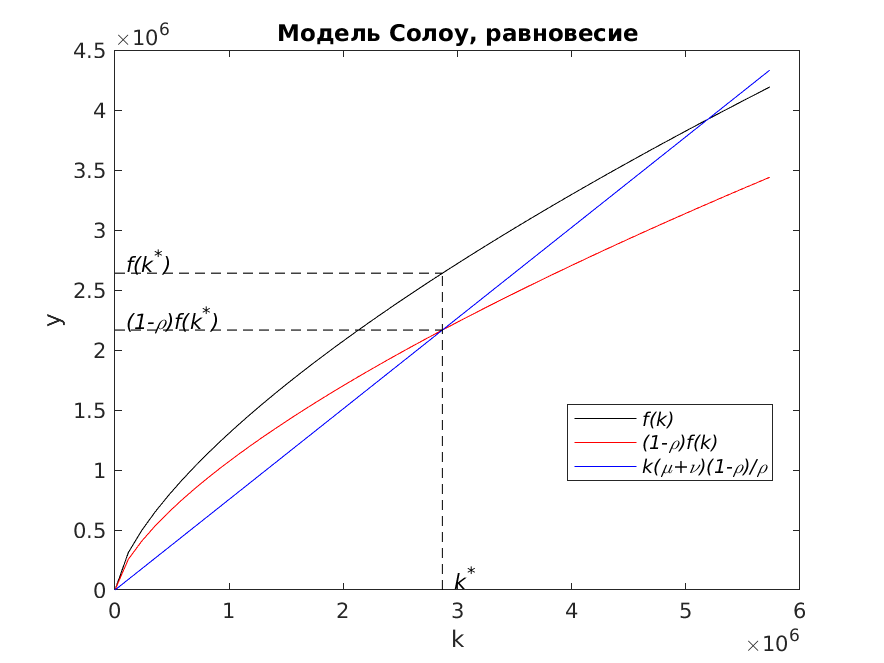 Модель Солоу, равновесие
×10⁶
4.5
4
3.5
3
2.5
2
1.5
1
0.5
0
y
f(k*)
(1-ρ)f(k*)
k*
f(k)
(1-ρ)f(k)
k(μ+ν)(1-ρ)/ρ
0 1 2 3 4 5 6
k
×10⁶